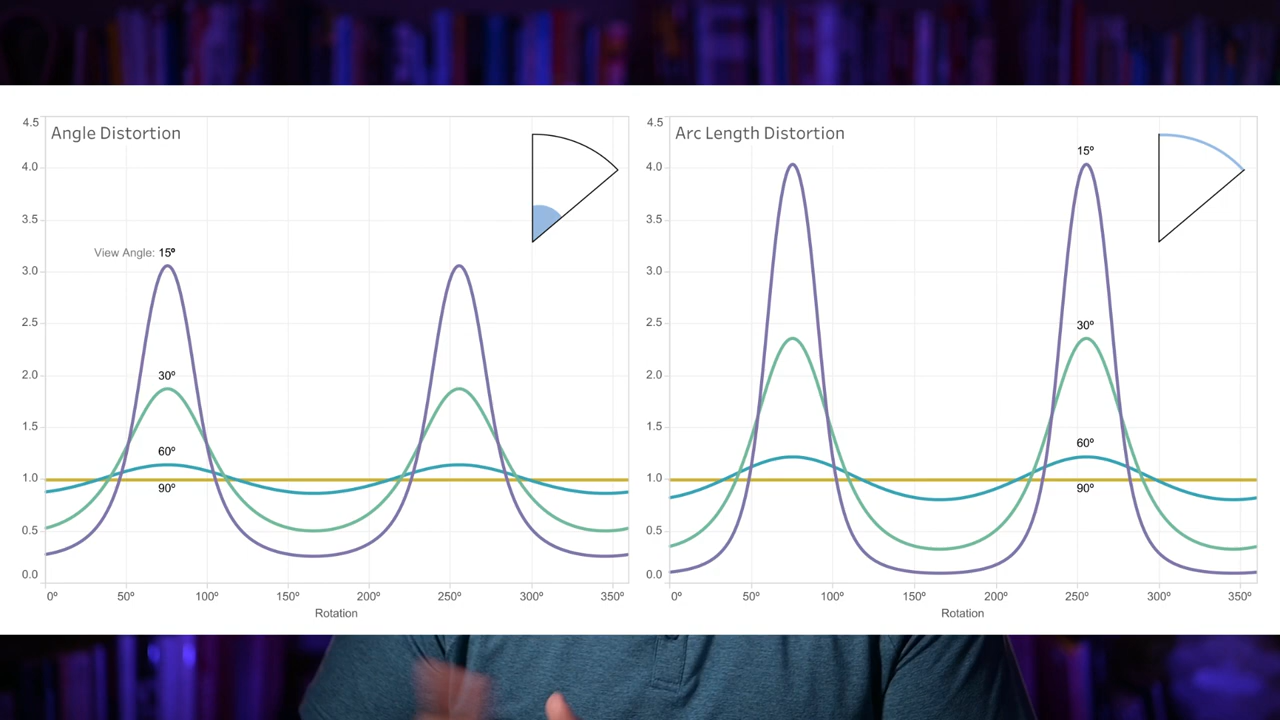 Angle Distortion
4.5
4.0
3.5
3.0
2.5
2.0
1.5
1.0
0.5
0.0
View Angle: 15º
30º
60º
90º
0º 50º 100º 150º 200º 250º 300º 350º
Rotation
Arc Length Distortion
4.5
4.0
3.5
3.0
2.5
2.0
1.5
1.0
0.5
0.0
15º
30º
60º
90º
0º 50º 100º 150º 200º 250º 300º 350º
Rotation